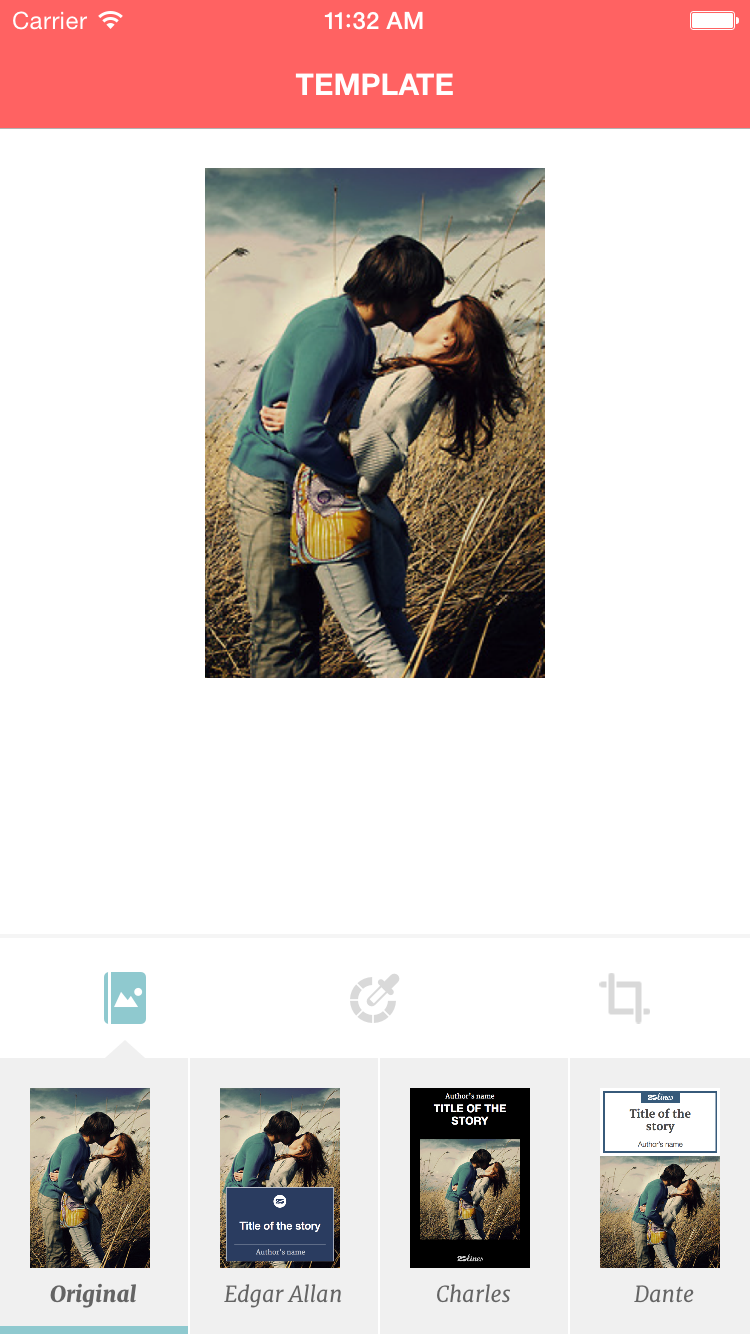 Carrier 11:32 AM
TEMPLATE
Title of the story
Author's name
Author's name
TITLE OF THE
STORY
25lines
25lines
Title of the
story
Author's name
Original Edgar Allan Charles Dante